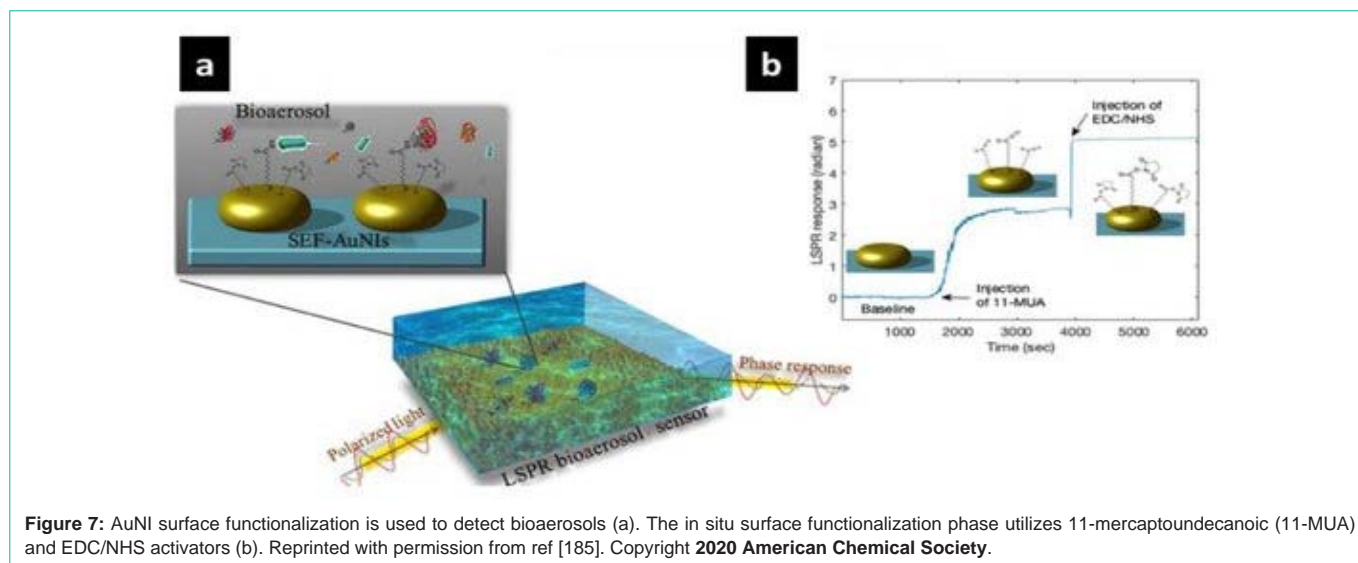 a
Bioacrosol
SEF-AuNIs
Polarized light
LSPR bioacrosol sensor
Phase response
b
LSPR response (radian)
7
6
5
4
3
2
1
0
Injection of
EDC/NHS
Injection
of 11-MUA
Baseline
1000 2000 3000 4000 5000 6000
Time (sec)
Figure 7: AuNI surface functionalization is used to detect bioaerosols (a). The in situ surface functionalization phase utilizes 11-mercaptoundecanoic (11-MUA)
and EDC/NHS activators (b). Reprinted with permission from ref [185]. Copyright 2020 American Chemical Society.